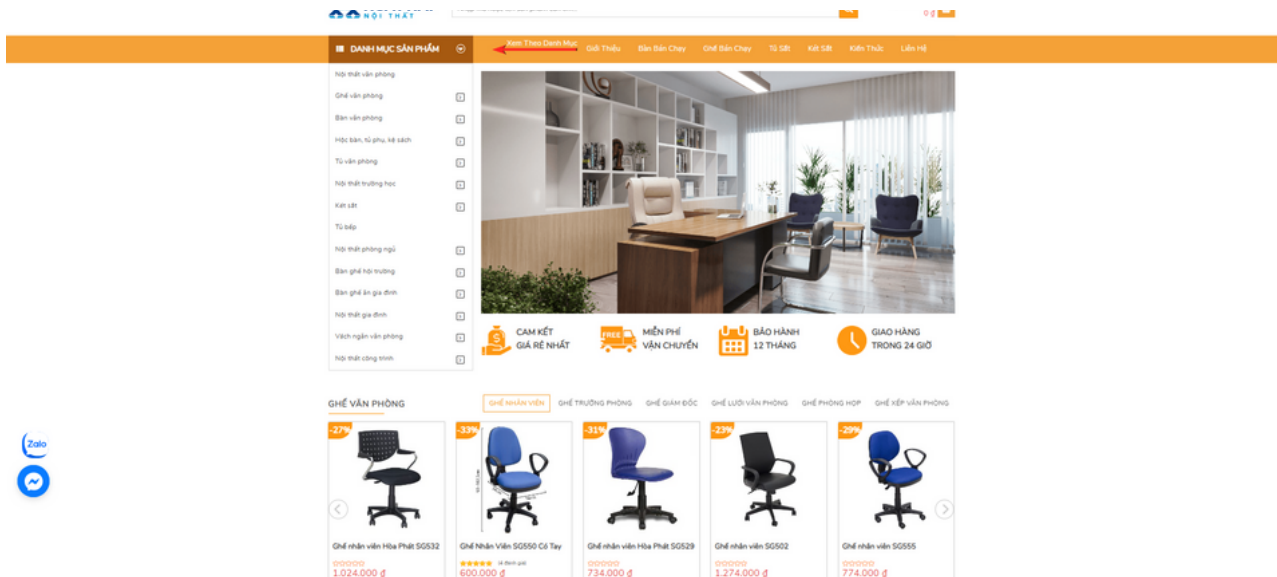 NỘI THẤT
0 ₫
DANH MỤC SẢN PHẨM
Xem Theo Danh Mục
Giới Thiệu
Bàn Bán Chạy
Ghế Bán Chạy
Tủ Sắt
Két Sắt
Kiến Thức
Liên Hệ
Nội thất văn phòng
Ghế văn phòng
Bàn văn phòng
Hộc bàn, tủ phụ, kệ sách
Tủ văn phòng
Nội thất trường học
Két sắt
Tủ bếp
Nội thất phòng ngủ
Bàn ghế hội trường
Bàn ghế ăn gia đình
Nội thất gia đình
Vách ngăn văn phòng
Nội thất công trình
CAM KẾT
GIÁ RẺ NHẤT
FREE
MIỄN PHÍ
VẬN CHUYỂN
BẢO HÀNH
12 THÁNG
GIAO HÀNG
TRONG 24 GIỜ
GHẾ VĂN PHÒNG
GHẾ NHÂN VIÊN
GHẾ TRƯỞNG PHÒNG
GHẾ GIÁM ĐỐC
GHẾ LƯỚI VĂN PHÒNG
GHẾ PHÒNG HỌP
GHẾ XẾP VĂN PHÒNG
-27%
-33%
-31%
-23%
-29%
Zalo
Ghế nhân viên Hòa Phát SG532
Ghế Nhân Viên SG550 Có Tay
Ghế nhân viên Hòa Phát SG529
Ghế nhân viên SG502
Ghế nhân viên SG555
(4 đánh giá)
1.024.000 ₫
600.000 ₫
734.000 ₫
1.274.000 ₫
774.000 ₫